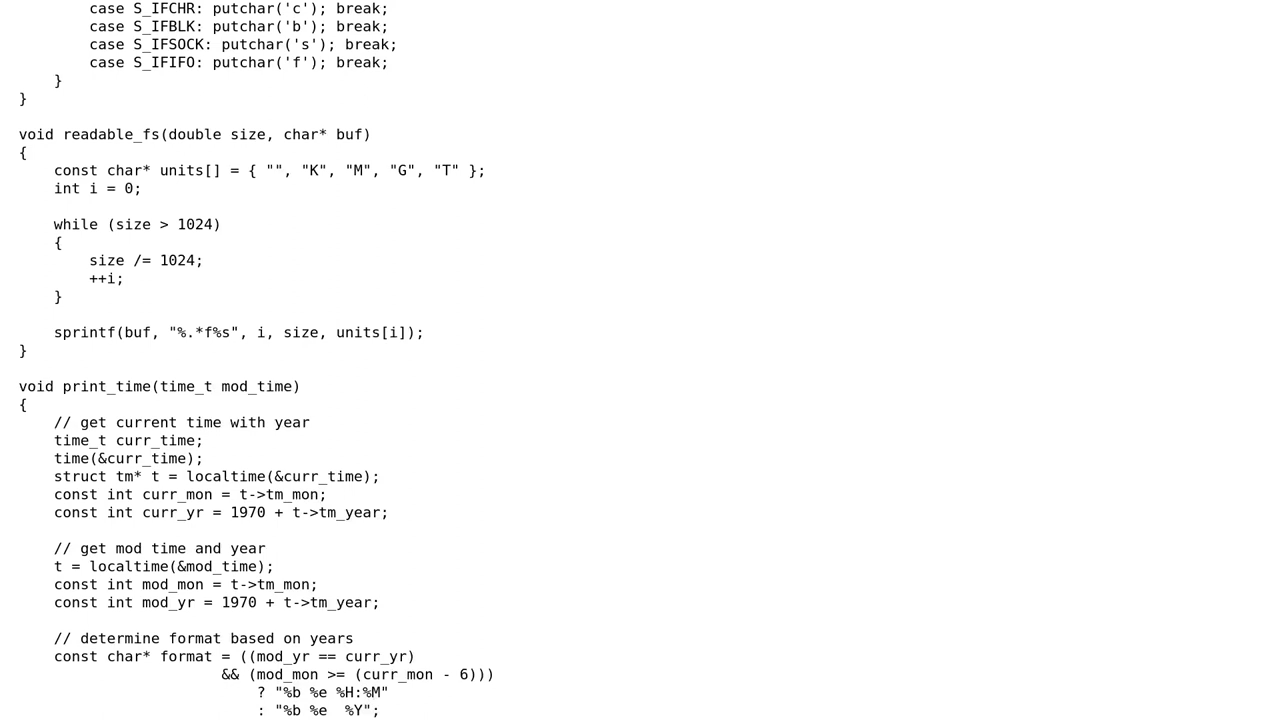 case S_IFCHR: putchar('c'); break;
        case S_IFBLK: putchar('b'); break;
        case S_IFSOCK: putchar('s'); break;
        case S_IFIFO: putchar('f'); break;
    }
}

void readable_fs(double size, char* buf)
{
    const char* units[] = { "", "K", "M", "G", "T" };
    int i = 0;

    while (size > 1024)
    {
        size /= 1024;
        ++i;
    }

    sprintf(buf, "%.*f%s", i, size, units[i]);
}

void print_time(time_t mod_time)
{
    // get current time with year
    time_t curr_time;
    time(&curr_time);
    struct tm* t = localtime(&curr_time);
    const int curr_mon = t->tm_mon;
    const int curr_yr = 1970 + t->tm_year;

    // get mod time and year
    t = localtime(&mod_time);
    const int mod_mon = t->tm_mon;
    const int mod_yr = 1970 + t->tm_year;

    // determine format based on years
    const char* format = ((mod_yr == curr_yr)
                       && (mod_mon >= (curr_mon - 6)))
                           ? "%b %e %H:%M"
                           : "%b %e  %Y";